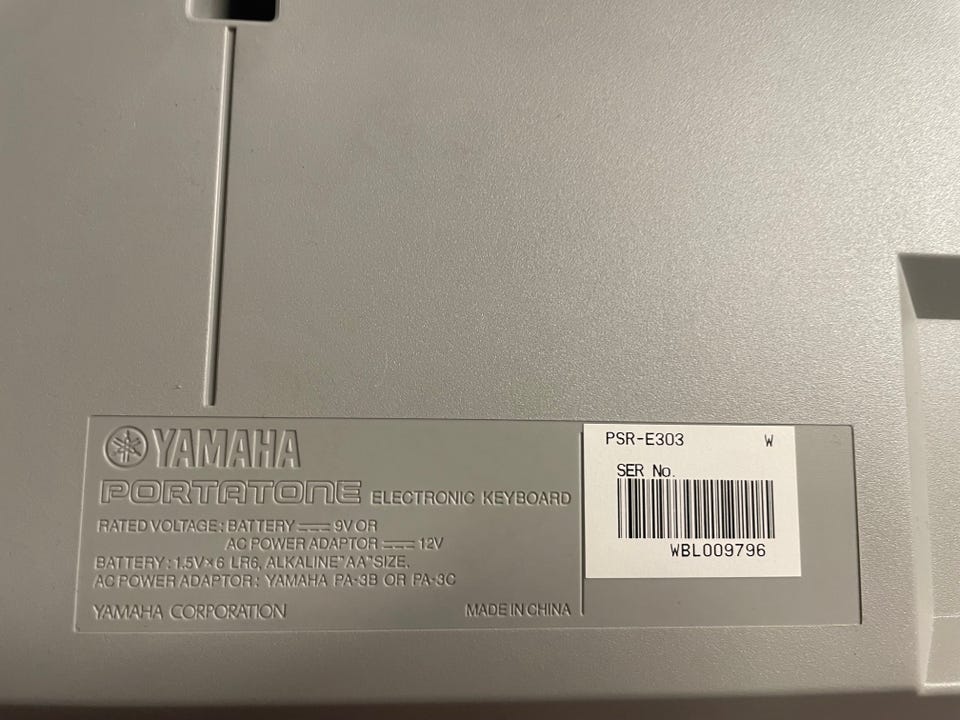 YAMAHA
PORTATONE ELECTRONIC KEYBOARD
RATED VOLTAGE: BATTERY ⎓ 9V OR
AC POWER ADAPTOR ⎓ 12V
BATTERY: 1.5V×6 LR6, ALKALINE"AA"SIZE.
AC POWER ADAPTOR: YAMAHA PA-3B OR PA-3C
YAMAHA CORPORATION MADE IN CHINA
PSR-E303 W
SER No.
WBL009796